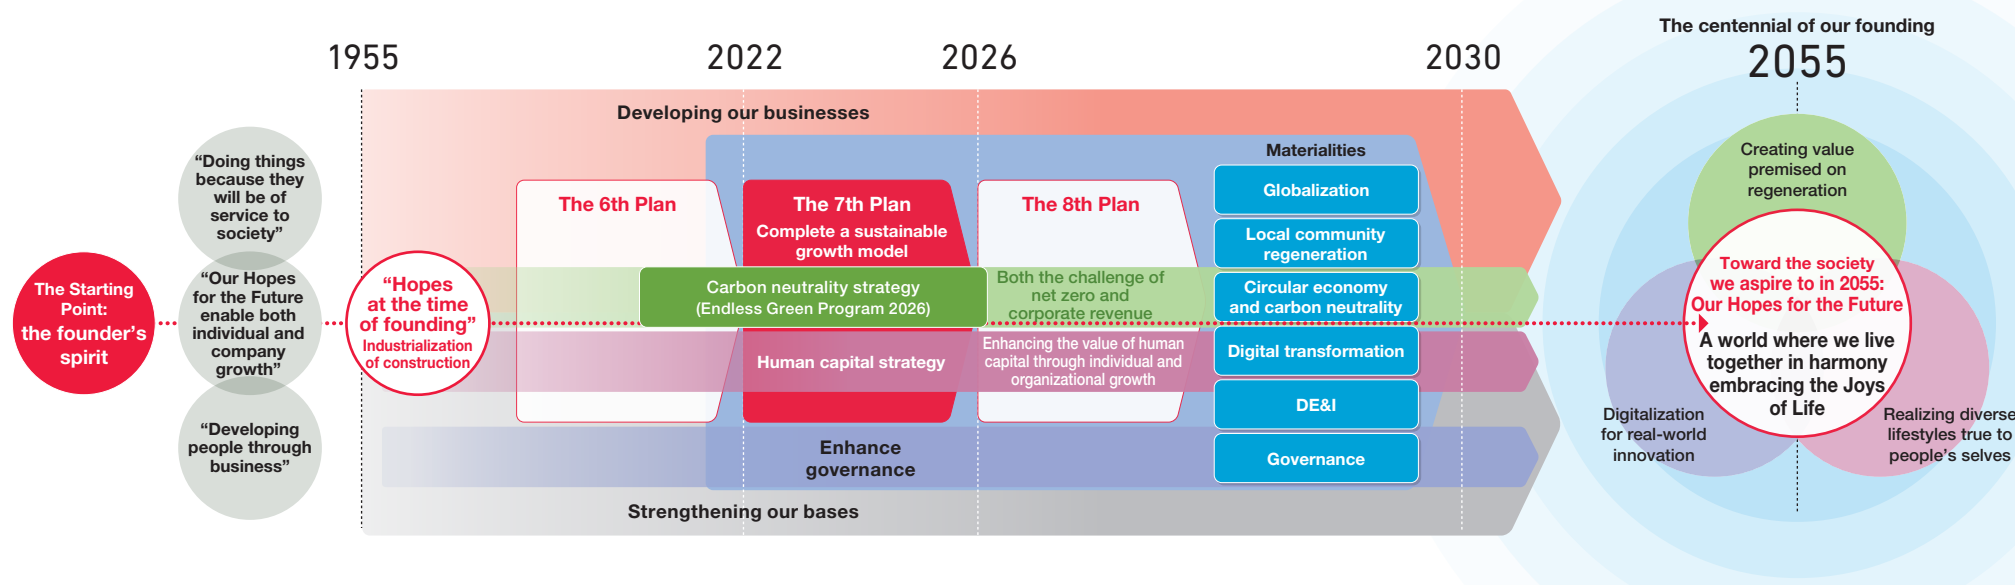 The Starting
Point:
the founder's
spirit
“Doing things
because they
will be of
service to
society”
“Our Hopes
for the Future
enable both
individual and
company
growth”
“Developing
people through
business”
1955
2022
2026
2030
Developing our businesses
“Hopes
at the time
of founding”
Industrialization
of construction
The 6th Plan
The 7th Plan
Complete a sustainable
growth model
The 8th Plan
Carbon neutrality strategy
(Endless Green Program 2026)
Both the challenge of
net zero and
corporate revenue
Human capital strategy
Enhancing the value of human
capital through individual and
organizational growth
Enhance
governance
Strengthening our bases
Materialities
Globalization
Local community
regeneration
Circular economy
and carbon neutrality
Digital transformation
DE&I
Governance
The centennial of our founding
2055
Creating value
premised on
regeneration
Toward the society
we aspire to in 2055:
Our Hopes for the Future
A world where we live
together in harmony
embracing the Joys
of Life
Digitalization
for real-world
innovation
Realizing diverse
lifestyles true to
people's selves